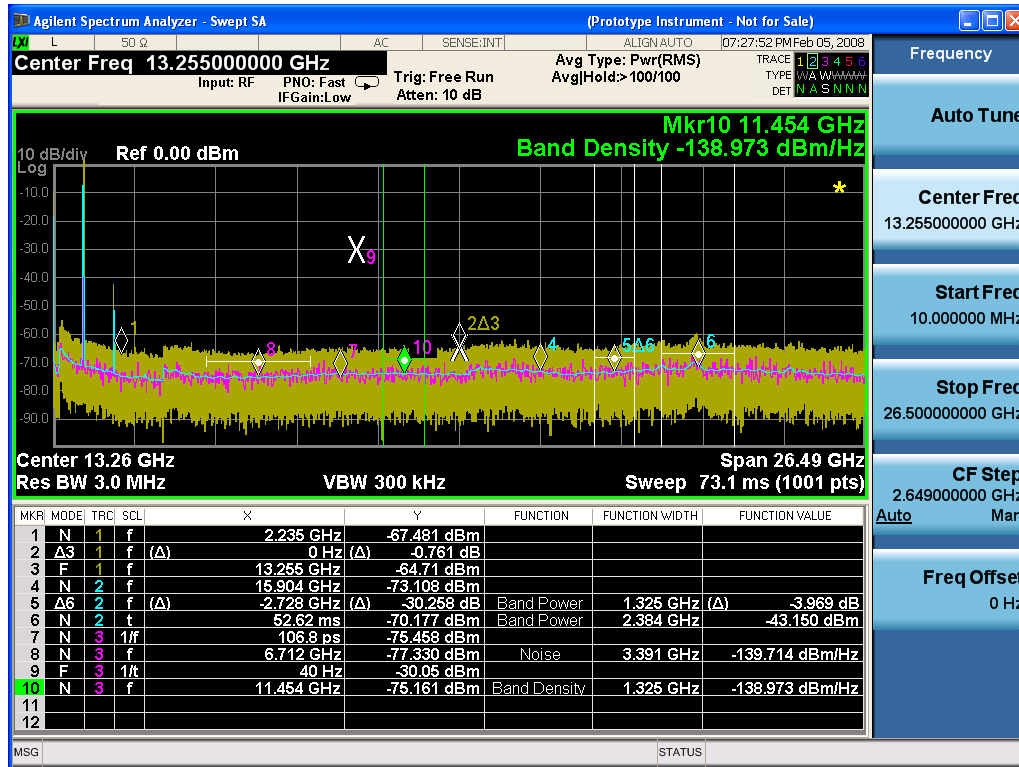 Agilent Spectrum Analyzer - Swept SA (Prototype Instrument - Not for Sale)
LXI L 50 Ω AC SENSE:INT ALIGN AUTO 07:27:52 PM Feb 05, 2008
Center Freq 13.255000000 GHz
Input: RF PNO: Fast IFGain:Low
Trig: Free Run
Atten: 10 dB
Avg Type: Pwr(RMS)
Avg|Hold:>100/100
TRACE 1 2 3 4 5 6
TYPE W A W W W W
DET N A S N N N
Mkr10 11.454 GHz
Band Density -138.973 dBm/Hz
10 dB/div Ref 0.00 dBm
Log
-10.0
-20.0
-30.0
-40.0
-50.0
-60.0
-70.0
-80.0
-90.0
*
X 9
1
8
7
10
2Δ3
4
5Δ6
6
Center 13.26 GHz Span 26.49 GHz
Res BW 3.0 MHz VBW 300 kHz Sweep 73.1 ms (1001 pts)
MKR MODE TRC SCL X Y FUNCTION FUNCTION WIDTH FUNCTION VALUE
1 N 1 f 2.235 GHz -67.481 dBm
2 Δ3 1 f (Δ) 0 Hz (Δ) -0.761 dB
3 F 1 f 13.255 GHz -64.71 dBm
4 N 2 f 15.904 GHz -73.108 dBm
5 Δ6 2 f (Δ) -2.728 GHz (Δ) -30.258 dB Band Power 1.325 GHz (Δ) -3.969 dB
6 N 2 t 52.62 ms -70.177 dBm Band Power 2.384 GHz -43.150 dBm
7 N 3 1/f 106.8 ps -75.458 dBm
8 N 3 f 6.712 GHz -77.330 dBm Noise 3.391 GHz -139.714 dBm/Hz
9 F 3 1/t 40 Hz -30.05 dBm
10 N 3 f 11.454 GHz -75.161 dBm Band Density 1.325 GHz -138.973 dBm/Hz
11
12
MSG STATUS
Frequency
Auto Tune
Center Freq
13.255000000 GHz
Start Freq
10.000000 MHz
Stop Freq
26.500000000 GHz
CF Step
2.649000000 GHz
Auto Man
Freq Offset
0 Hz